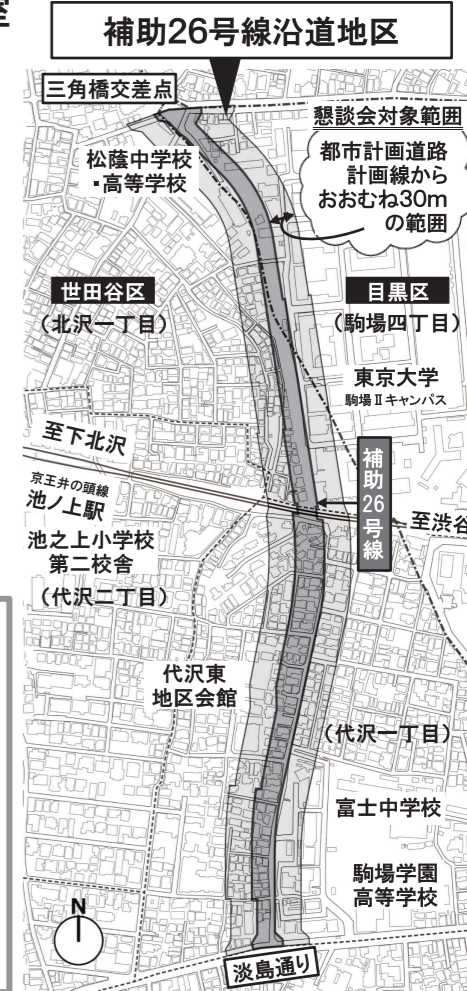 補助26号線沿道地区
三角橋交差点
懇談会対象範囲
松蔭中学校
・高等学校
都市計画道路
計画線から
おおむね30m
の範囲
世田谷区
目黒区
(北沢一丁目)
(駒場四丁目)
東京大学
駒場Ⅱキャンパス
至下北沢
補助26号線
京王井の頭線
池ノ上駅
至渋谷
池之上小学校
第二校舎
(代沢二丁目)
代沢東
地区会館
(代沢一丁目)
富士中学校
駒場学園
高等学校
N
淡島通り